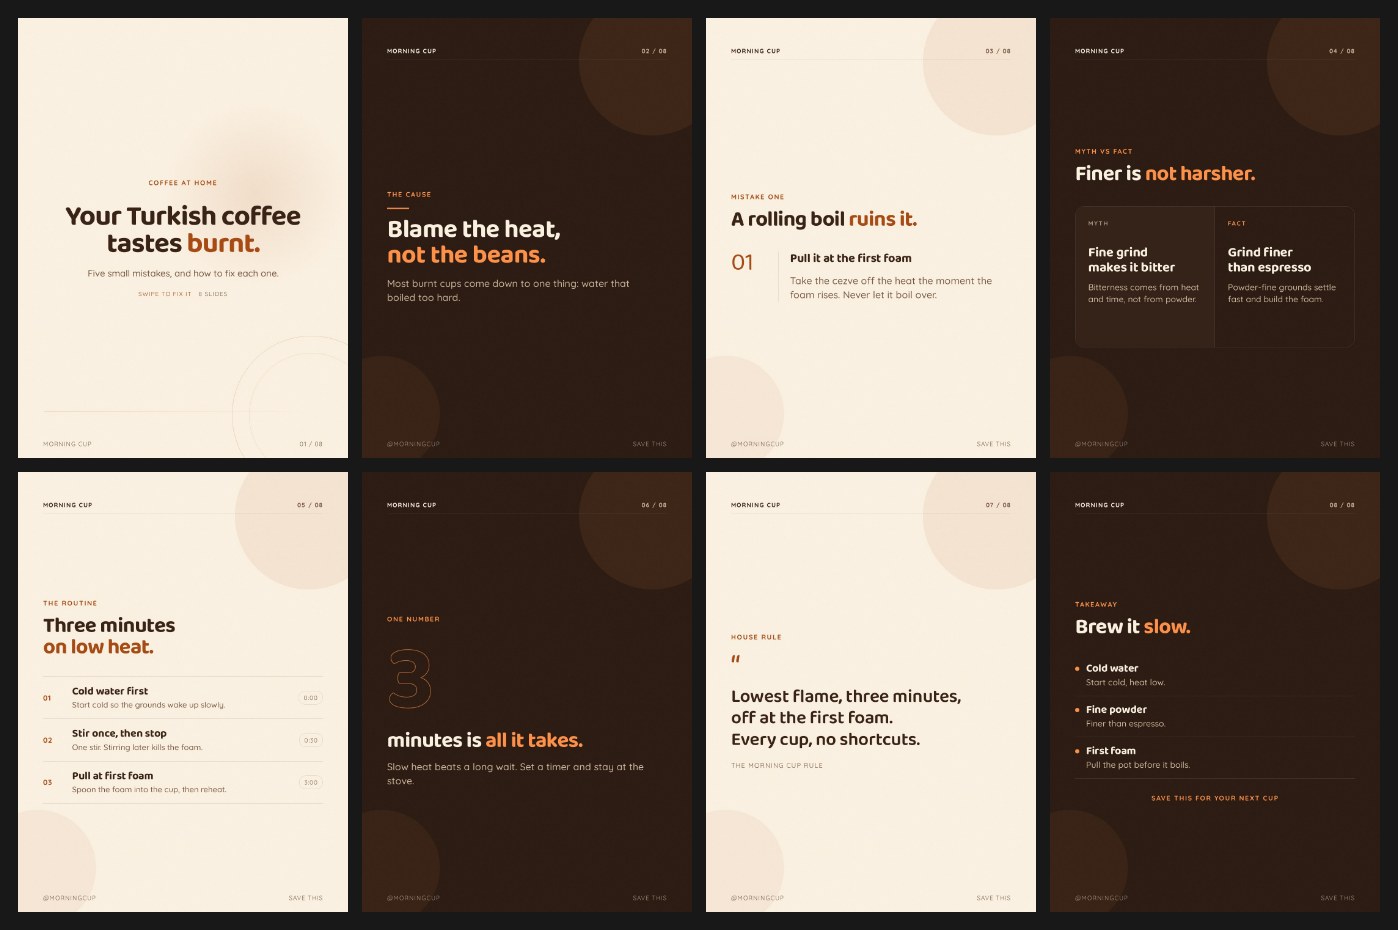 COFFEE AT HOME
Your Turkish coffee
tastes burnt.
Five small mistakes, and how to fix each one.
SWIPE TO FIX IT 8 SLIDES
MORNING CUP
01 / 08
MORNING CUP
02 / 08
THE CAUSE
Blame the heat,
not the beans.
Most burnt cups come down to one thing: water that
boiled too hard.
@MORNINGCUP
SAVE THIS
MORNING CUP
03 / 08
MISTAKE ONE
A rolling boil ruins it.
01
Pull it at the first foam
Take the cezve off the heat the moment the
foam rises. Never let it boil over.
@MORNINGCUP
SAVE THIS
MORNING CUP
04 / 08
MYTH VS FACT
Finer is not harsher.
MYTH
Fine grind
makes it bitter
Bitterness comes from heat
and time, not from powder.
FACT
Grind finer
than espresso
Powder-fine grounds settle
fast and build the foam.
@MORNINGCUP
SAVE THIS
MORNING CUP
05 / 08
THE ROUTINE
Three minutes
on low heat.
01
Cold water first
Start cold so the grounds wake up slowly.
0:00
02
Stir once, then stop
One stir. Stirring later kills the foam.
0:30
03
Pull at first foam
Spoon the foam into the cup, then reheat.
3:00
@MORNINGCUP
SAVE THIS
MORNING CUP
06 / 08
ONE NUMBER
3
minutes is all it takes.
Slow heat beats a long wait. Set a timer and stay at the
stove.
@MORNINGCUP
SAVE THIS
MORNING CUP
07 / 08
HOUSE RULE
"
Lowest flame, three minutes,
off at the first foam.
Every cup, no shortcuts.
THE MORNING CUP RULE
@MORNINGCUP
SAVE THIS
MORNING CUP
08 / 08
TAKEAWAY
Brew it slow.
Cold water
Start cold, heat low.
Fine powder
Finer than espresso.
First foam
Pull the pot before it boils.
SAVE THIS FOR YOUR NEXT CUP
@MORNINGCUP
SAVE THIS